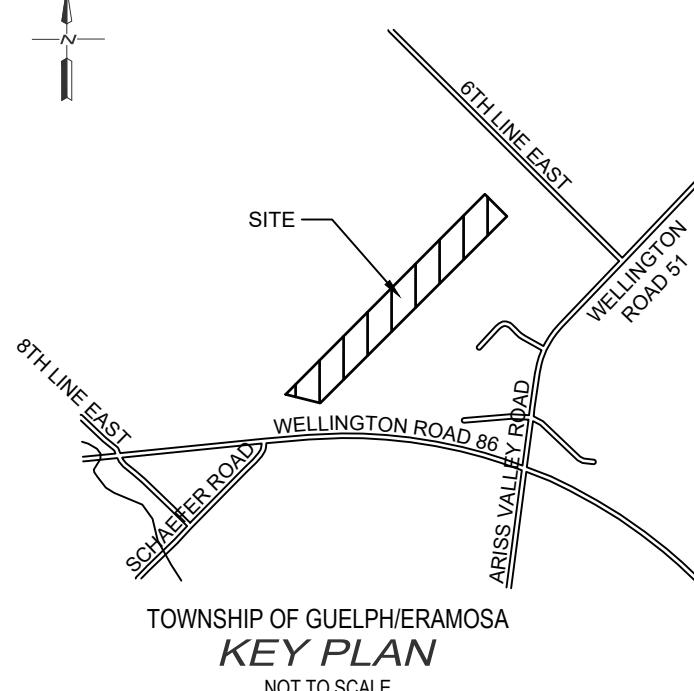 N
6TH LINE EAST
SITE
WELLINGTON
ROAD 51
8TH LINE EAST
WELLINGTON ROAD 86
SCHAEFER ROAD
ARISS VALLEY ROAD
TOWNSHIP OF GUELPH/ERAMOSA
KEY PLAN
NOT TO SCALE